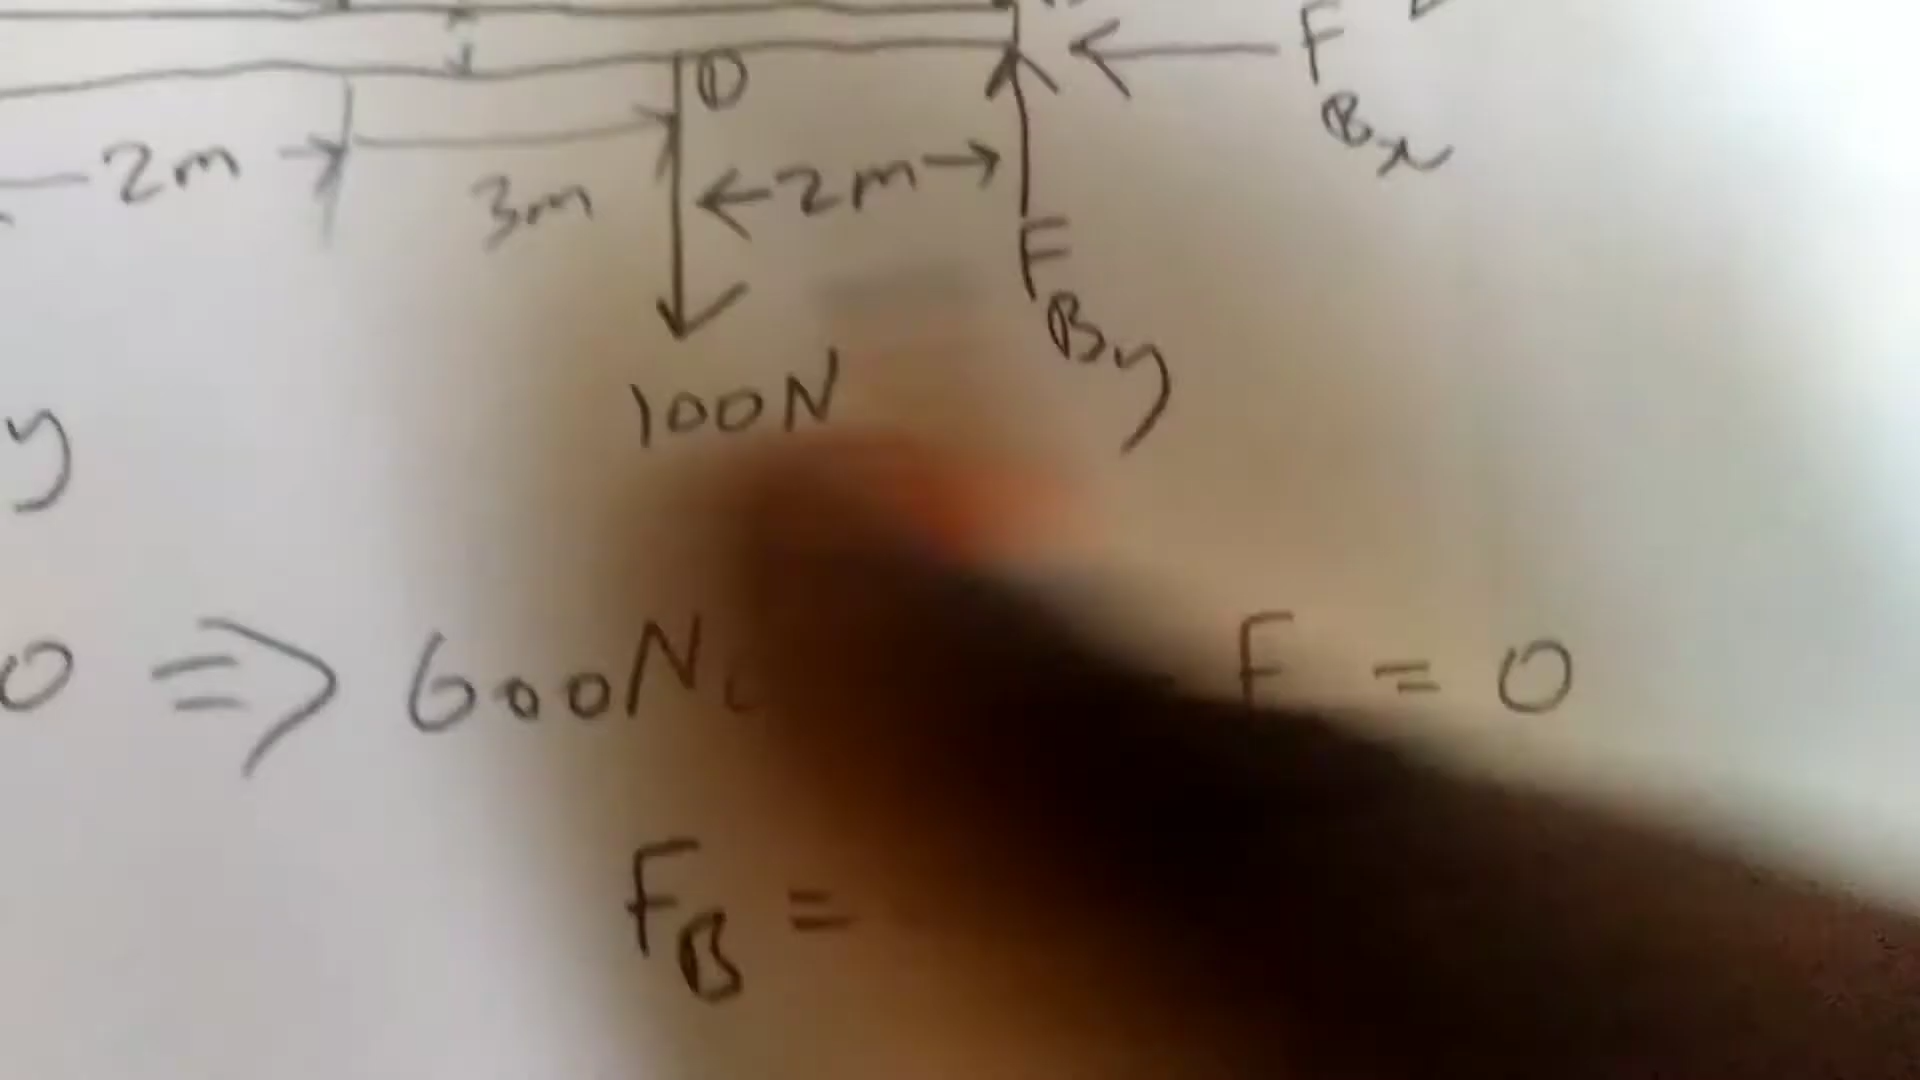 F
Bx
D
2m
3m
2m
F
By
100N
y
0 ⇒ 600N F = 0
FB =